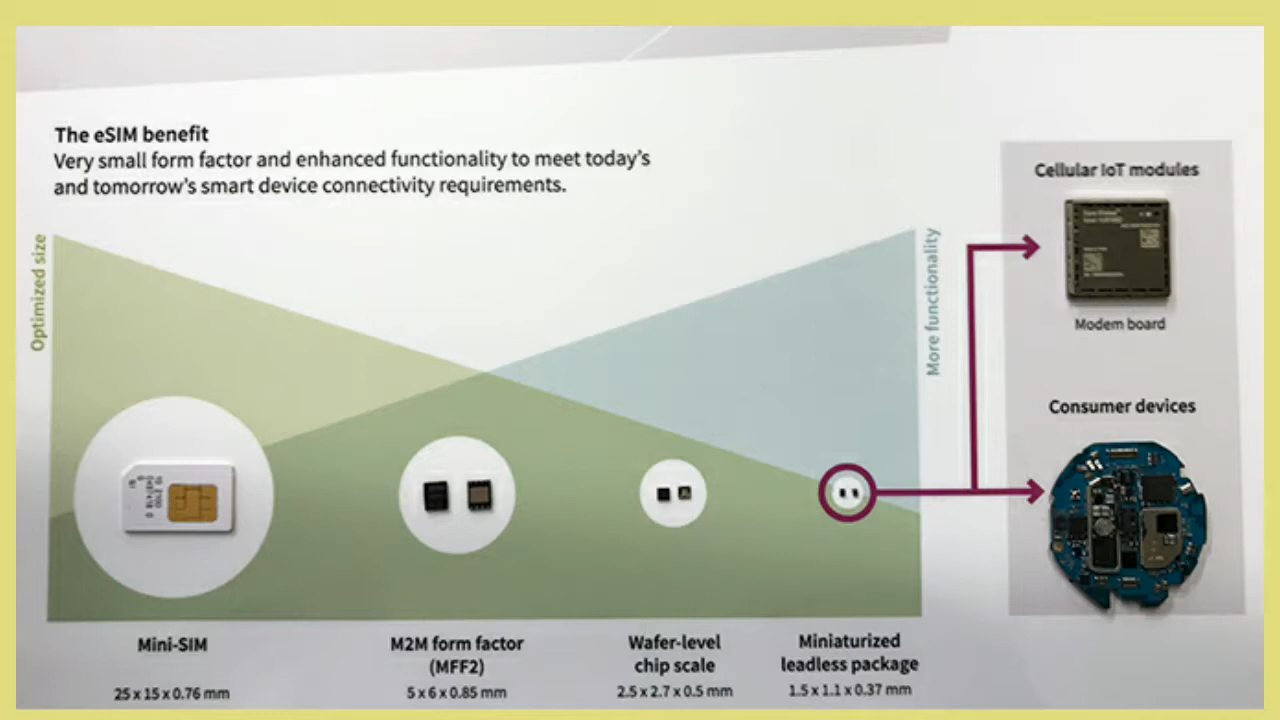 The eSIM benefit
Very small form factor and enhanced functionality to meet today's
and tomorrow's smart device connectivity requirements.
Optimized size
More functionality
Cellular IoT modules
Modem board
Consumer devices
Mini-SIM
25 x 15 x 0.76 mm
M2M form factor
(MFF2)
5 x 6 x 0.85 mm
Wafer-level
chip scale
2.5 x 2.7 x 0.5 mm
Miniaturized
leadless package
1.5 x 1.1 x 0.37 mm